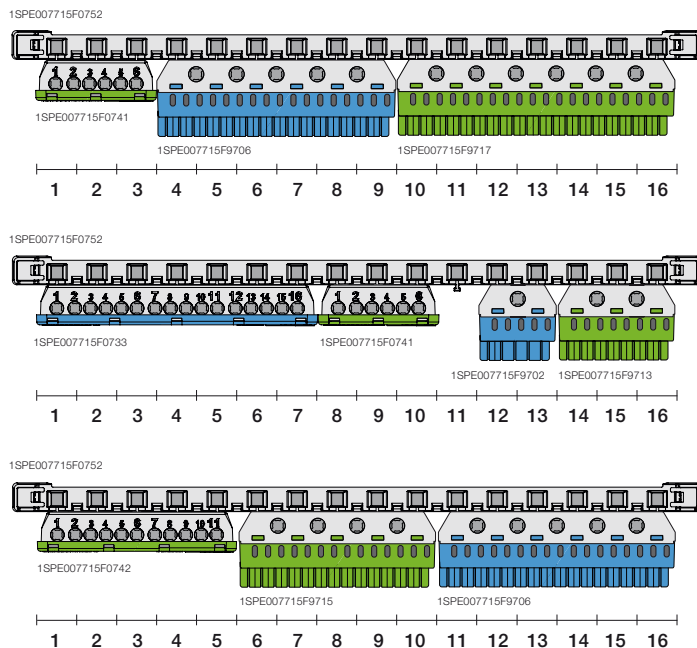 1SPE007715F0752
1 2 3 4 5 6
1SPE007715F0741
1SPE007715F9706
1SPE007715F9717
1 2 3 4 5 6 7 8 9 10 11 12 13 14 15 16
1SPE007715F0752
1 2 3 4 5 6 7 8 9 10 11 12 13 14 15 16 1 2 3 4 5 6
1SPE007715F0733
1SPE007715F0741
1SPE007715F9702
1SPE007715F9713
1 2 3 4 5 6 7 8 9 10 11 12 13 14 15 16
1SPE007715F0752
1 2 3 4 5 6 7 8 9 10 11
1SPE007715F0742
1SPE007715F9715
1SPE007715F9706
1 2 3 4 5 6 7 8 9 10 11 12 13 14 15 16